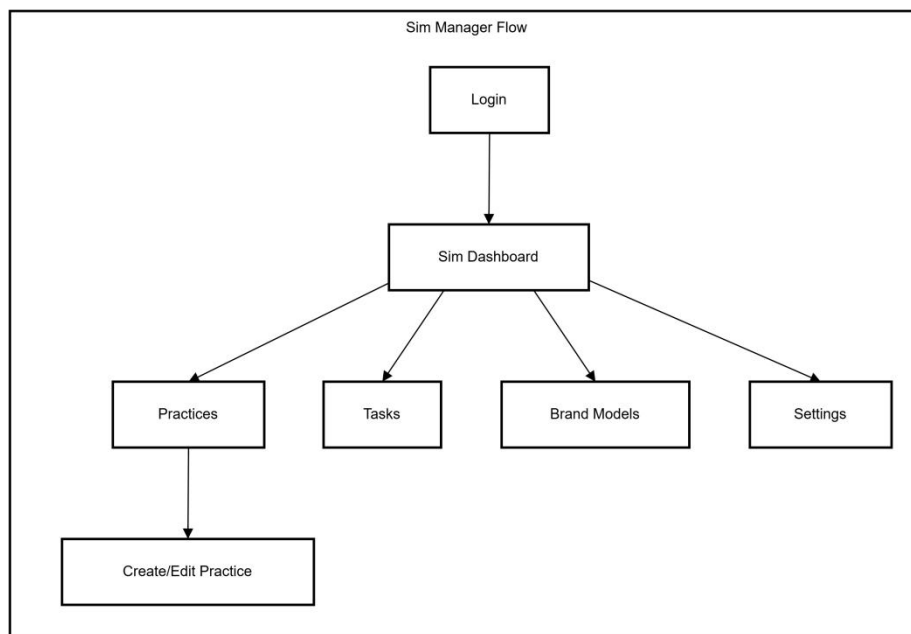 Sim Manager Flow
Login
Sim Dashboard
Practices
Tasks
Brand Models
Settings
Create/Edit Practice